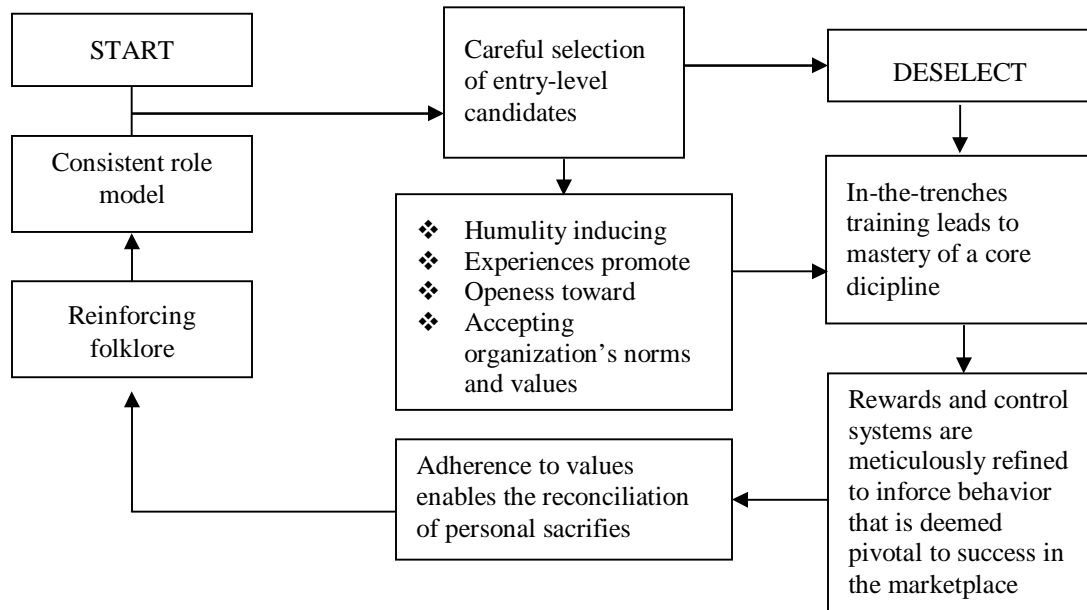 START
Careful selection
of entry-level
candidates
DESELECT
Consistent role
model
❖ Humulity inducing
❖ Experiences promote
❖ Openess toward
❖ Accepting
organization’s norms
and values
In-the-trenches
training leads to
mastery of a core
dicipline
Reinforcing
folklore
Adherence to values
enables the reconciliation
of personal sacrifies
Rewards and control
systems are
meticulously refined
to inforce behavior
that is deemed
pivotal to success in
the marketplace